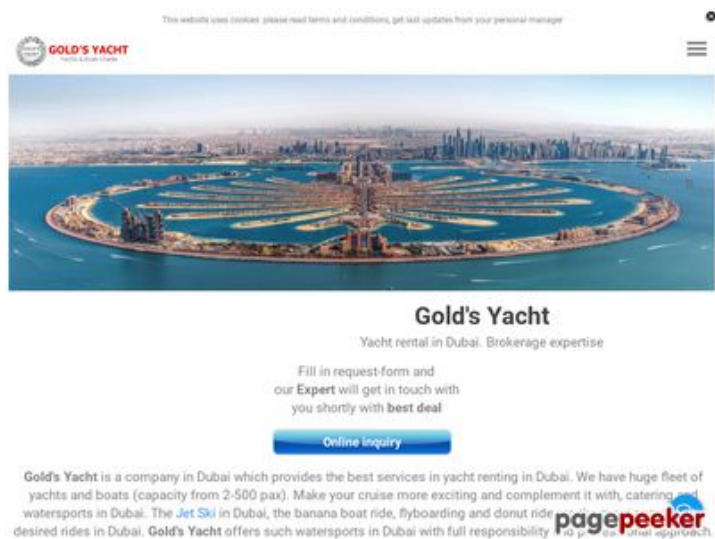 This website uses cookies: please read terms and conditions, get last updates from your personal manager
GOLD'S YACHT
Gold's Yacht
Yacht rental in Dubai. Brokerage expertise
Fill in request-form and
our Expert will get in touch with
you shortly with best deal
Online inquiry
Gold's Yacht is a company in Dubai which provides the best services in yacht renting in Dubai. We have huge fleet of
yachts and boats (capacity from 2-500 pax). Make your cruise more exciting and complement it with, catering and
watersports in Dubai. The Jet Ski in Dubai, the banana boat ride, flyboarding and donut ride
pagepeeker
desired rides in Dubai. Gold's Yacht offers such watersports in Dubai with full responsibility approach.